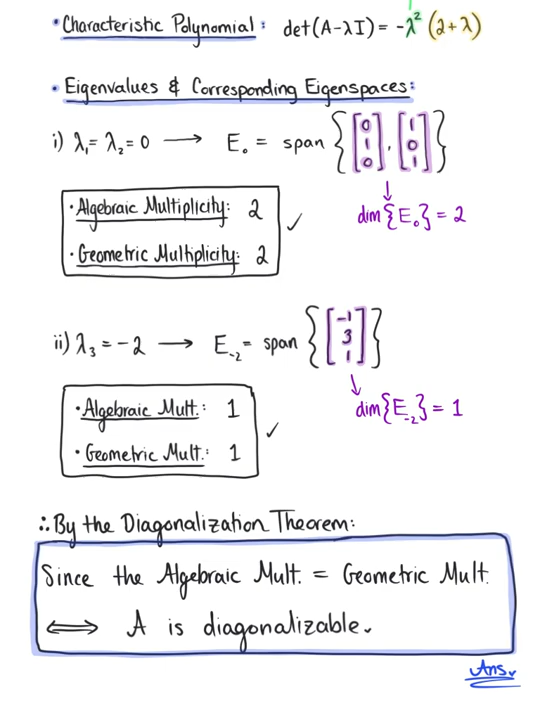 • Characteristic Polynomial: det(A-λI) = -λ² (2+λ)
• Eigenvalues & Corresponding Eigenspaces:
i) λ₁ = λ₂ = 0 ⟶ E₀ = span {[0 1 0], [1 0 1]}
• Algebraic Multiplicity: 2 ✓
dim{E₀} = 2
• Geometric Multiplicity: 2
ii) λ₃ = -2 ⟶ E₋₂ = span {[-1 3 1]}
• Algebraic Mult.: 1 ✓
dim{E₋₂} = 1
• Geometric Mult.: 1
∴ By the Diagonalization Theorem:
Since the Algebraic Mult. = Geometric Mult.
⟺ A is diagonalizable.
Ans.